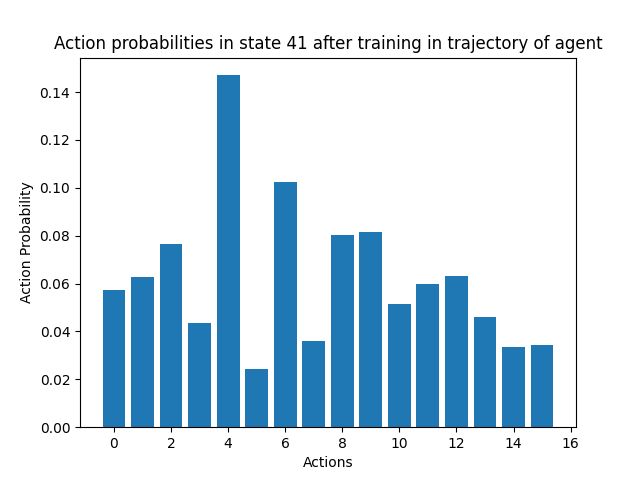 Action probabilities in state 41 after training in trajectory of agent
0.14
0.12
0.10
0.08
0.06
0.04
0.02
0.00
Action Probability
0 2 4 6 8 10 12 14 16
Actions